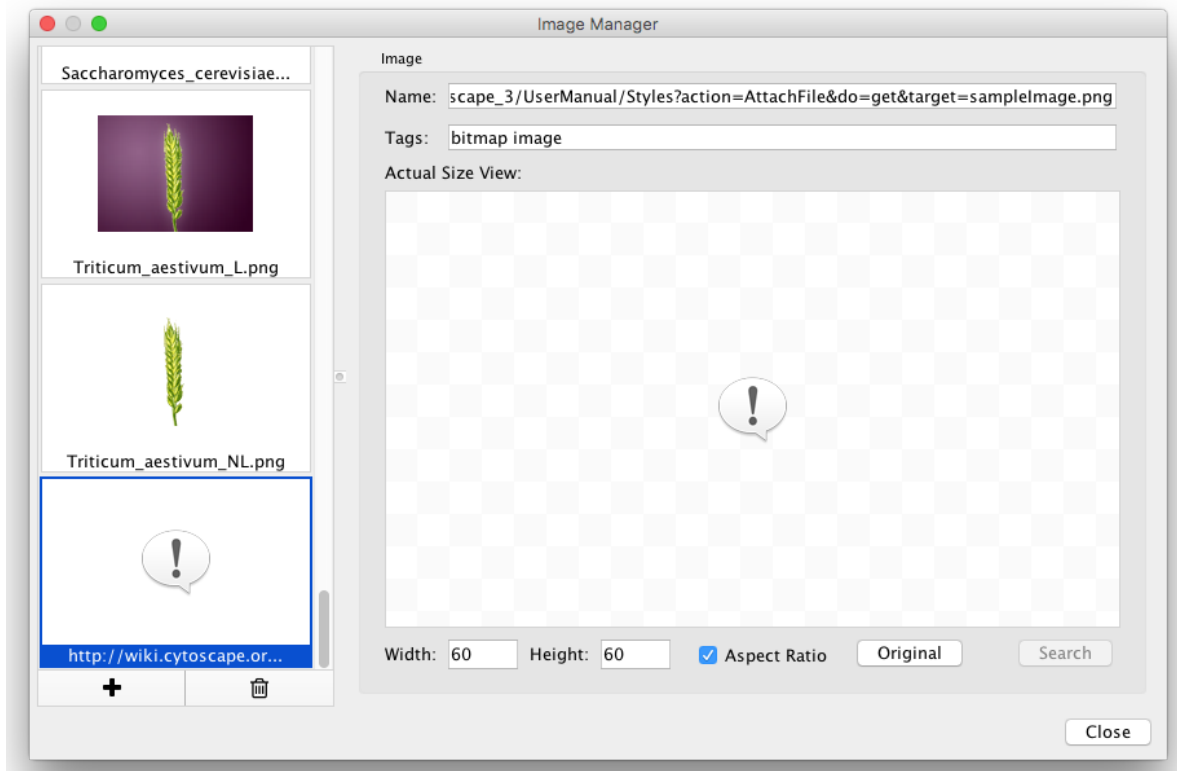 Image Manager
Saccharomyces_cerevisiae...
Triticum_aestivum_L.png
Triticum_aestivum_NL.png
http://wiki.cytoscape.or...
Image
Name: scape_3/UserManual/Styles?action=AttachFile&do=get&target=sampleImage.png
Tags: bitmap image
Actual Size View:
Width: 60 Height: 60 Aspect Ratio Original Search
Close